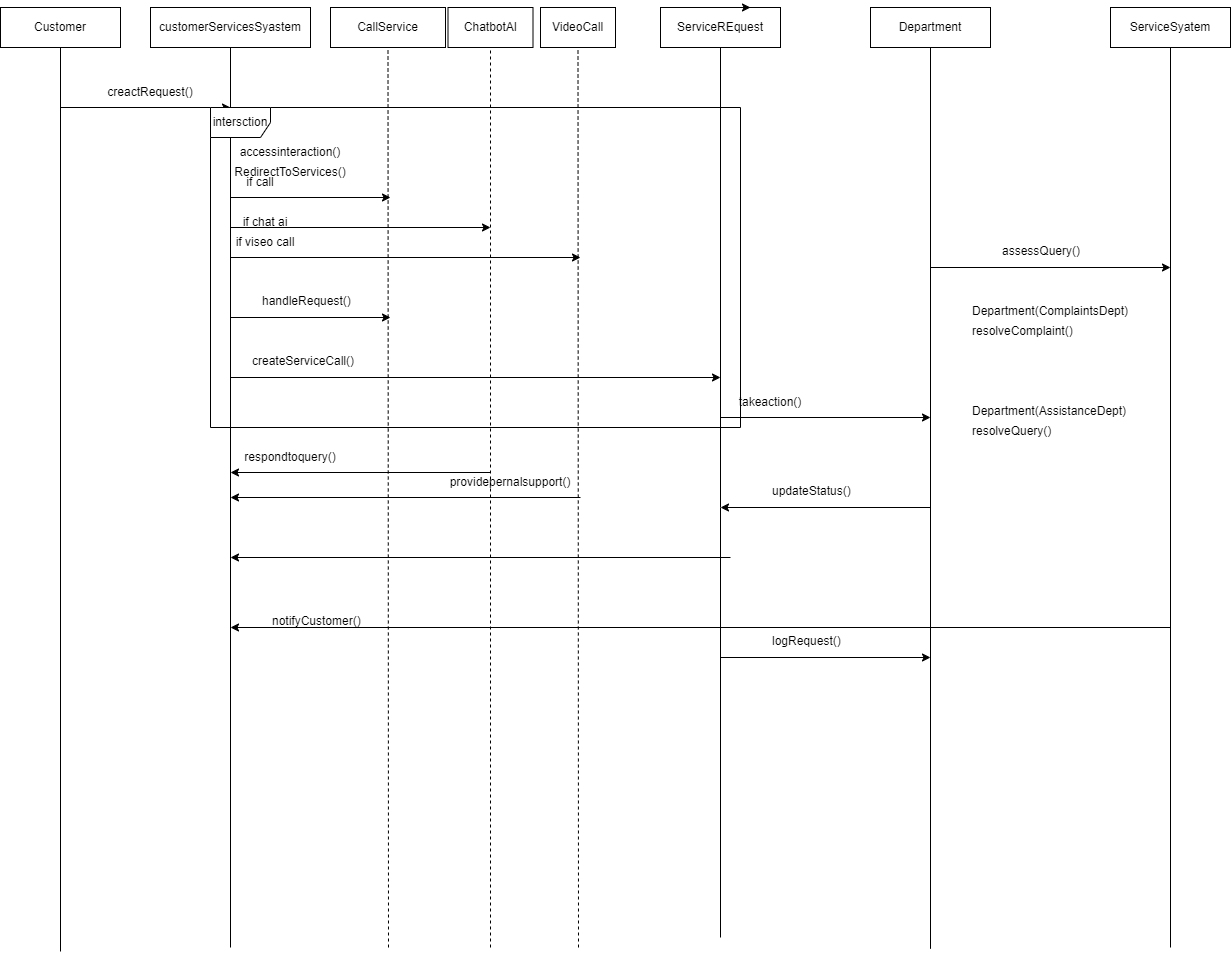 Customer
customerServicesSyastem
CallService
ChatbotAI
VideoCall
ServiceREquest
Department
ServiceSyatem
creactRequest()
intersction
accessinteraction()
RedirectToServices()
if call
if chat ai
if viseo call
assessQuery()
handleRequest()
Department(ComplaintsDept)
resolveComplaint()
createServiceCall()
takeaction()
Department(AssistanceDept)
resolveQuery()
respondtoquery()
providepernalsupport()
updateStatus()
notifyCustomer()
logRequest()